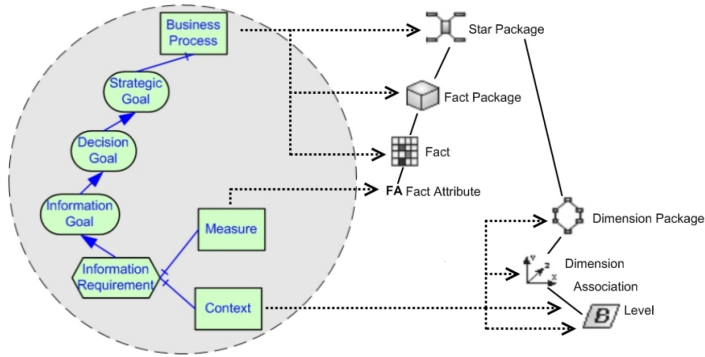 Business
Process
Star Package
Strategic
Goal
Fact Package
Decision
Goal
Fact
FA Fact Attribute
Information
Goal
Measure
Dimension Package
Information
Requirement
Y
Z
X
Dimension
Association
Context
B
Level